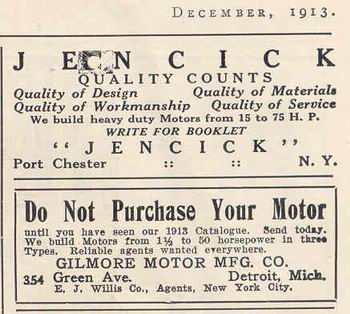 DECEMBER, 1913.
JENCICK
QUALITY COUNTS
Quality of Design Quality of Materials
Quality of Workmanship Quality of Service
We build heavy duty Motors from 15 to 75 H. P.
WRITE FOR BOOKLET
"JENCICK"
Port Chester :: :: N. Y.
Do Not Purchase Your Motor
until you have seen our 1913 Catalogue. Send today.
We build Motors from 1½ to 50 horsepower in three
Types. Reliable agents wanted everywhere.
GILMORE MOTOR MFG. CO.
354 Green Ave. Detroit, Mich.
E. J. Willis Co., Agents, New York City.